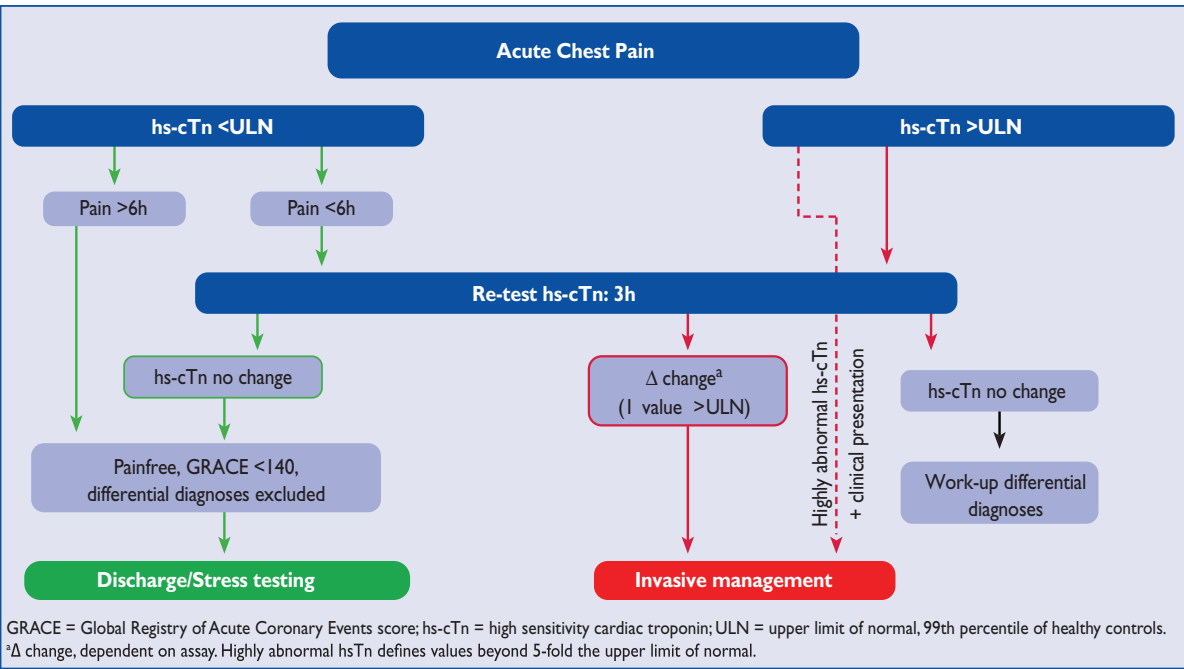 Acute Chest Pain
hs-cTn <ULN
hs-cTn >ULN
Pain >6h
Pain <6h
Re-test hs-cTn: 3h
hs-cTn no change
Δ changeᵃ
(1 value >ULN)
Highly abnormal hs-cTn
+ clinical presentation
hs-cTn no change
Painfree, GRACE <140,
differential diagnoses excluded
Work-up differential
diagnoses
Discharge/Stress testing
Invasive management
GRACE = Global Registry of Acute Coronary Events score; hs-cTn = high sensitivity cardiac troponin; ULN = upper limit of normal, 99th percentile of healthy controls.
ᵃΔ change, dependent on assay. Highly abnormal hsTn defines values beyond 5-fold the upper limit of normal.